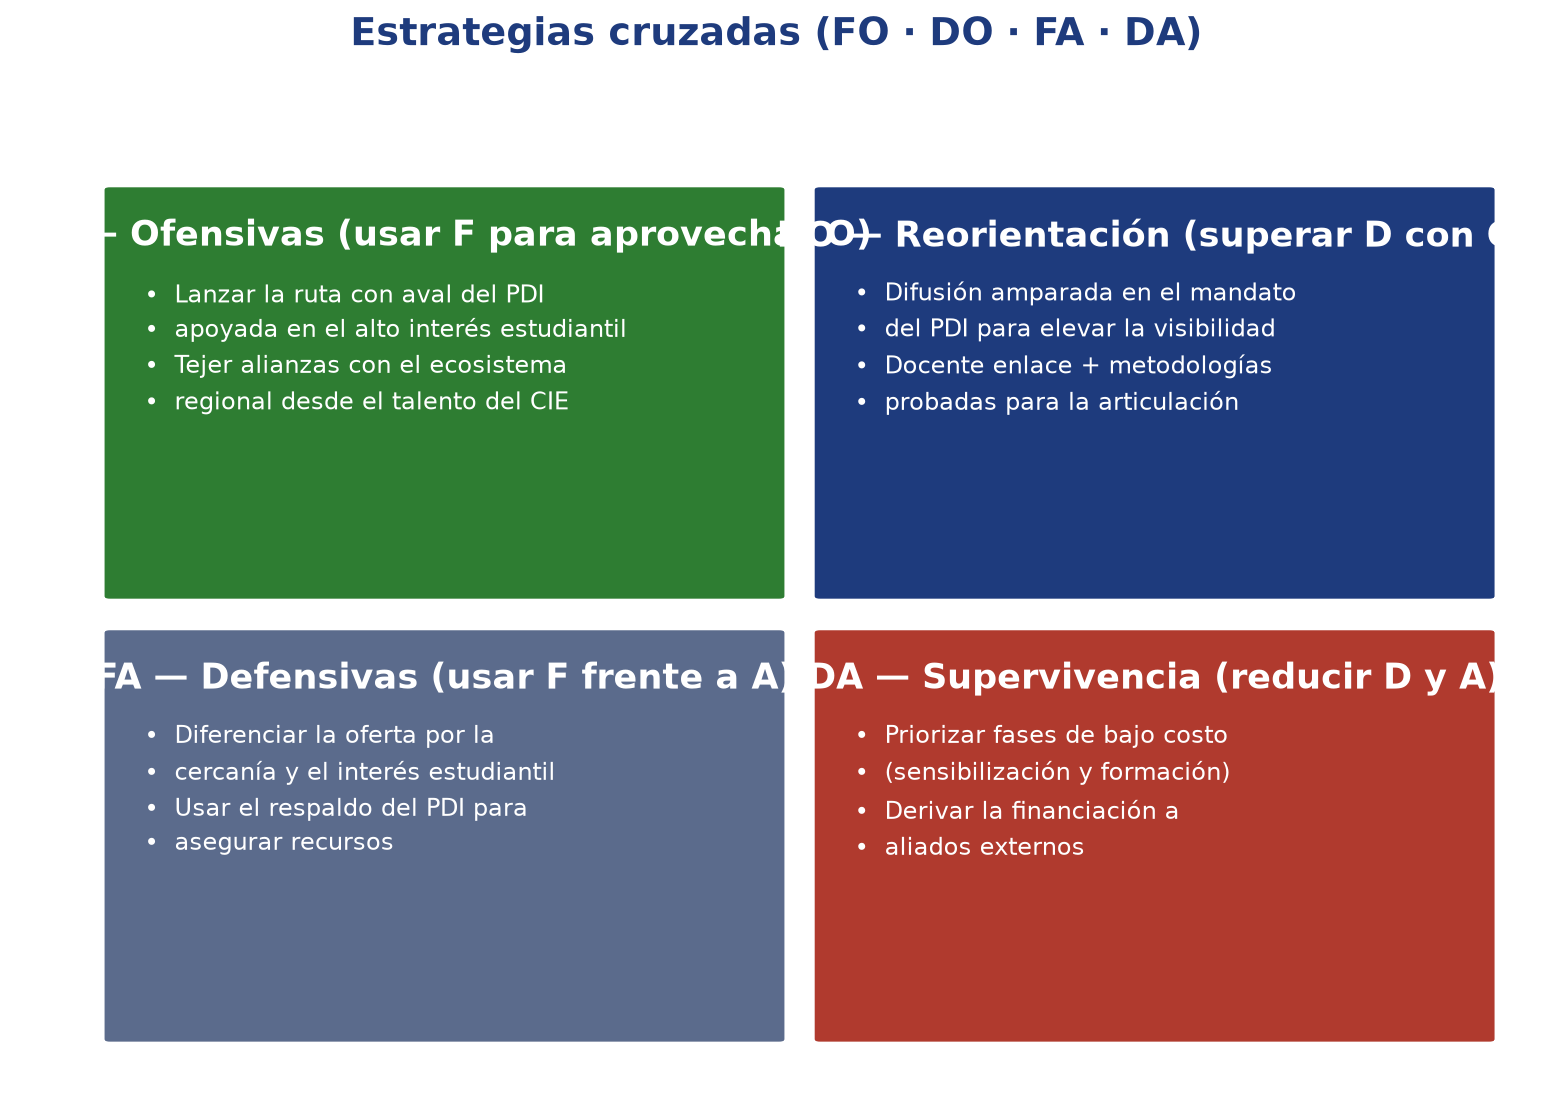 Estrategias cruzadas (FO · DO · FA · DA)
— Ofensivas (usar F para aprovechar O)
• Lanzar la ruta con aval del PDI
• apoyada en el alto interés estudiantil
• Tejer alianzas con el ecosistema
• regional desde el talento del CIE
— Reorientación (superar D con
• Difusión amparada en el mandato
• del PDI para elevar la visibilidad
• Docente enlace + metodologías
• probadas para la articulación
FA — Defensivas (usar F frente a A)
• Diferenciar la oferta por la
• cercanía y el interés estudiantil
• Usar el respaldo del PDI para
• asegurar recursos
DA — Supervivencia (reducir D y A)
• Priorizar fases de bajo costo
• (sensibilización y formación)
• Derivar la financiación a
• aliados externos